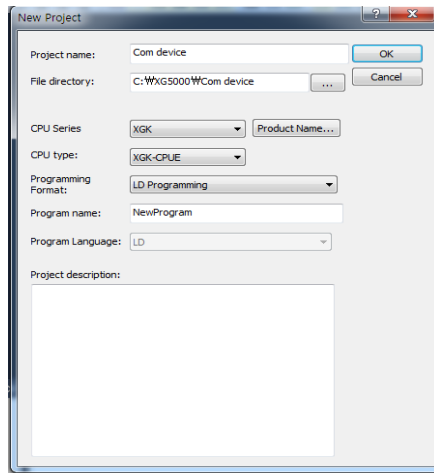 New Project
Project name: Com device OK
File directory: C:₩XG5000₩Com device ... Cancel
CPU Series XGK Product Name...
CPU type: XGK-CPUE
Programming
Format: LD Programming
Program name: NewProgram
Program Language: LD
Project description: